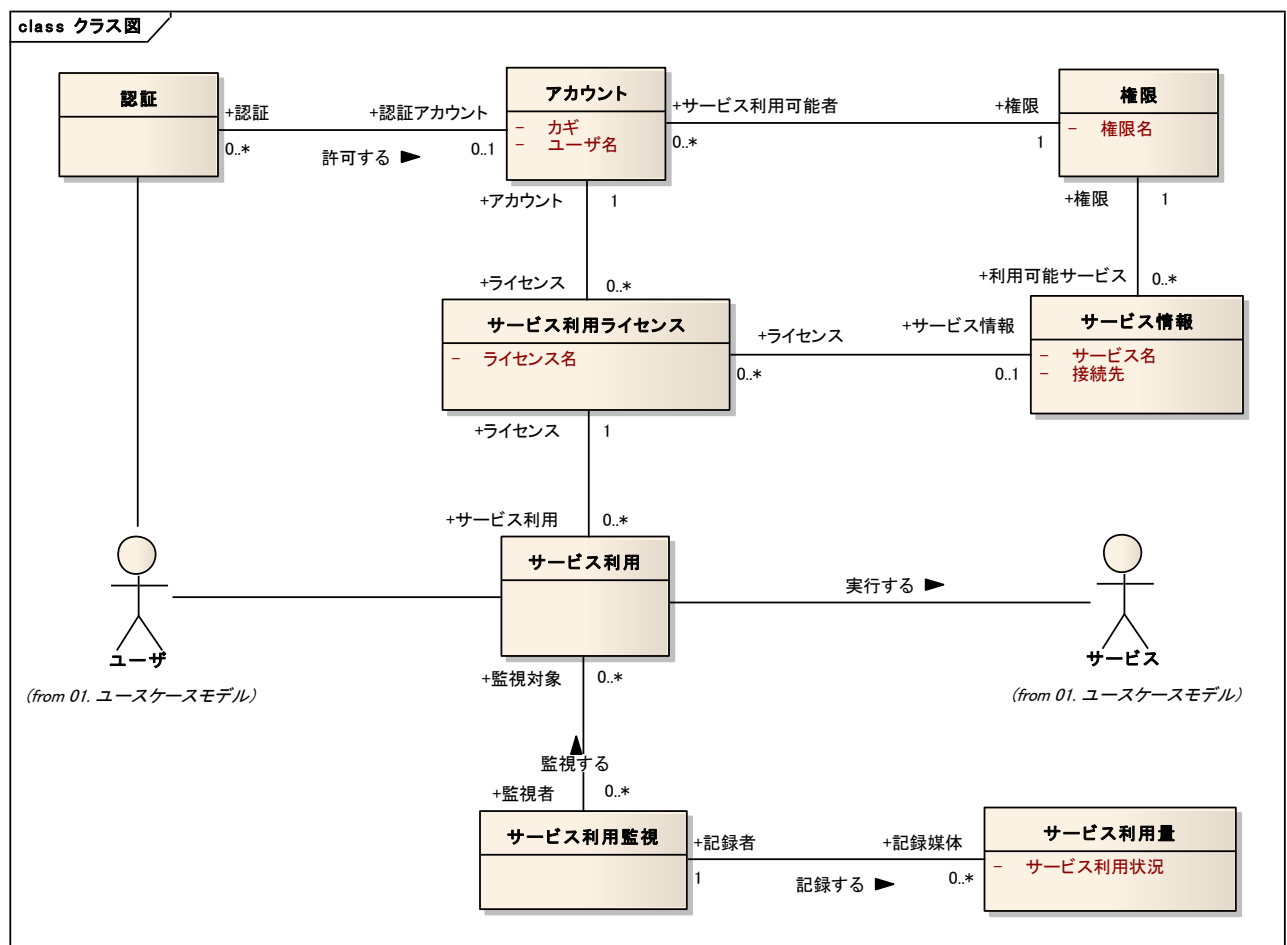 class クラス図
認証
+認証
0..*
許可する ►
+認証アカウント
0..1
アカウント
- カギ
- ユーザ名
+サービス利用可能者
0..*
+権限
1
権限
- 権限名
+アカウント
1
+権限
1
+ライセンス
0..*
+利用可能サービス
0..*
サービス利用ライセンス
- ライセンス名
+ライセンス
0..*
+サービス情報
0..1
サービス情報
- サービス名
- 接続先
+ライセンス
1
+サービス利用
0..*
サービス利用
実行する ►
ユーザ
(from 01. ユースケースモデル)
サービス
(from 01. ユースケースモデル)
+監視対象
0..*
監視する
+監視者
0..*
サービス利用監視
+記録者
1
記録する ►
+記録媒体
0..*
サービス利用量
- サービス利用状況